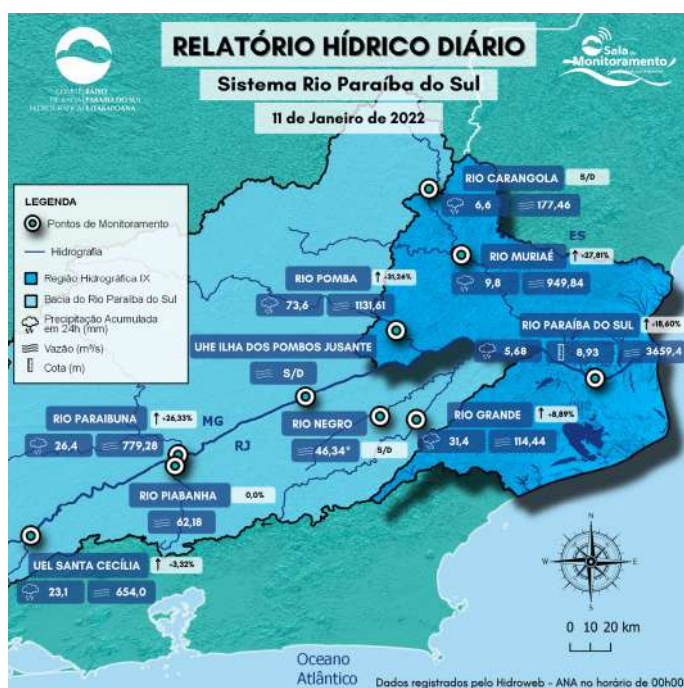 RELATÓRIO HÍDRICO DIÁRIO
Sistema Rio Paraíba do Sul
11 de Janeiro de 2022
Sala de
Monitoramento
COMITÊ BAIXO
PARAÍBA DO SUL
ITABAPOANA
LEGENDA
Pontos de Monitoramento
Hidrografia
Região Hidrográfica IX
Bacia do Rio Paraíba do Sul
Precipitação Acumulada
em 24h (mm)
Vazão (m³/s)
Cota (m)
RIO CARANGOLA S/D
6,6 177,46
ES
RIO MURIAÉ +27,81%
9,8 949,84
RIO POMBA +31,26%
73,6 1131,61
RIO PARAÍBA DO SUL +18,60%
5,68 8,93 3659,4
UHE ILHA DOS POMBOS JUSANTE
S/D
RIO PARAIBUNA +26,33%
26,4 779,28
MG
RJ
RIO NEGRO
46,34* S/D
RIO GRANDE +8,89%
31,4 114,44
RIO PIABANHA 0,0%
62,18
UEL SANTA CECÍLIA +3,32%
23,1 654,0
N
W E
S
0 10 20 km
Oceano
Atlântico
Dados registrados pelo Hidroweb - ANA no horário de 00h00